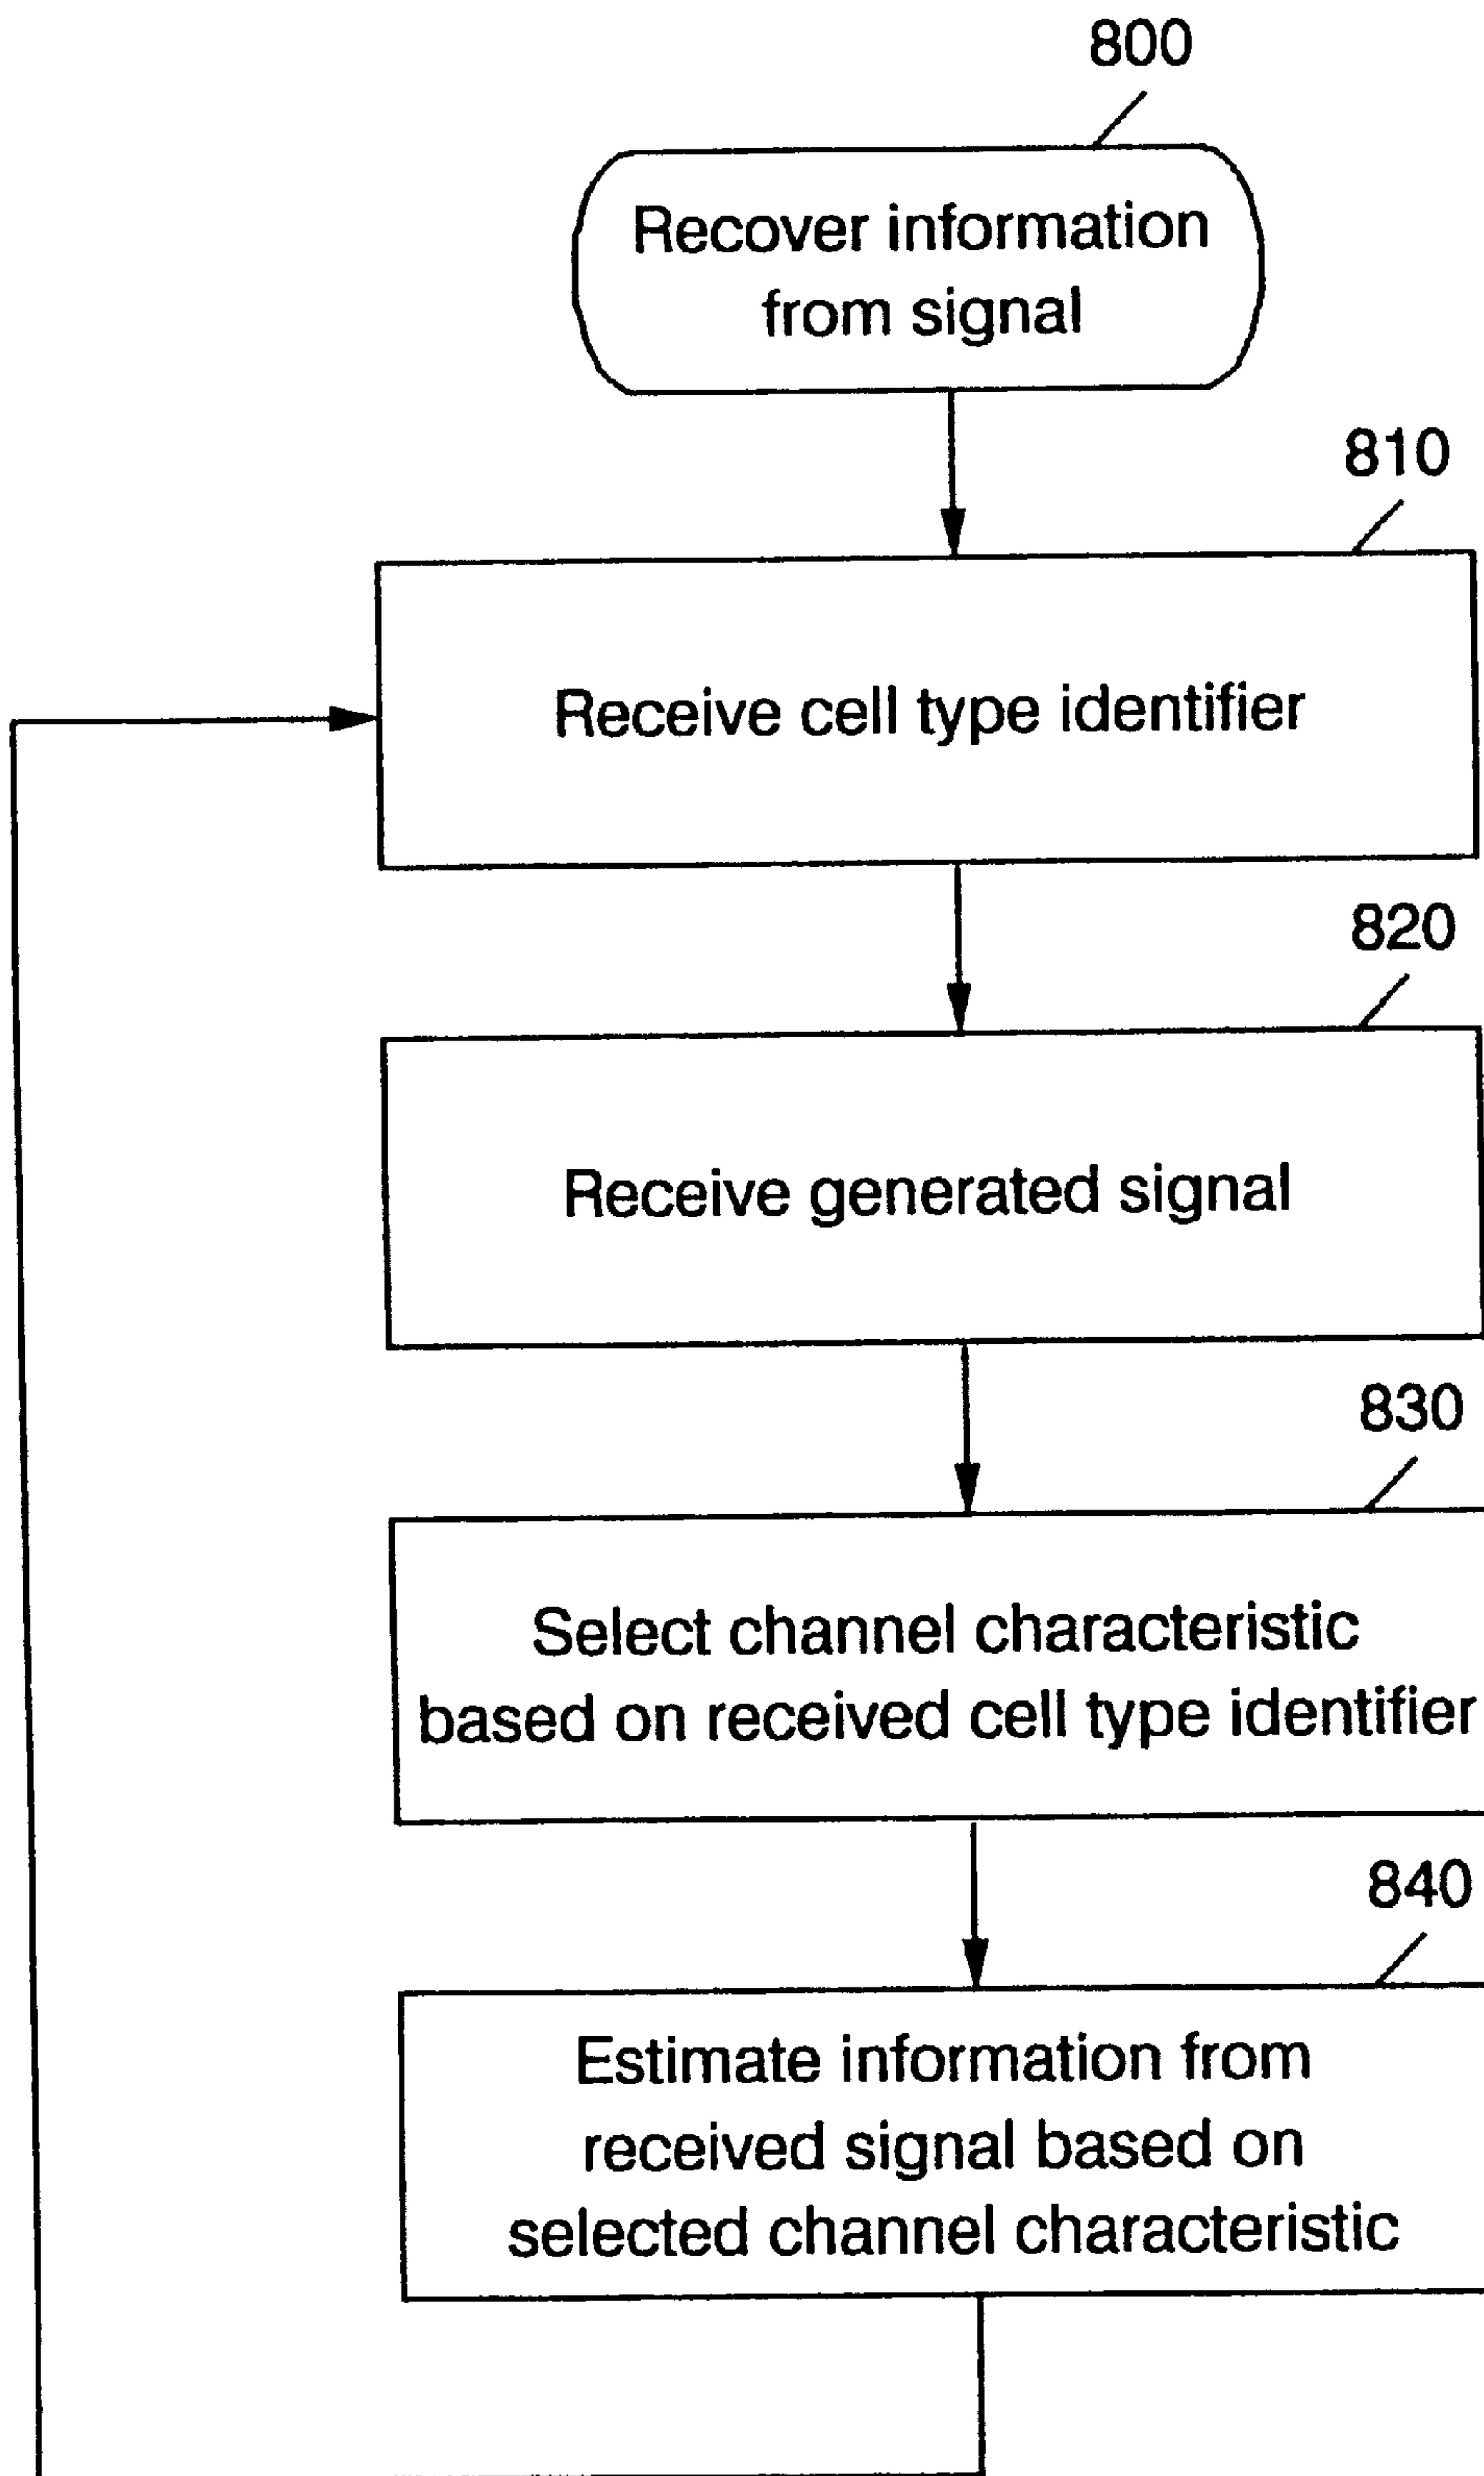 800
Recover information
from signal
810
Receive cell type identifier
820
Receive generated signal
830
Select channel characteristic
based on received cell type identifier
840
Estimate information from
received signal based on
selected channel characteristic